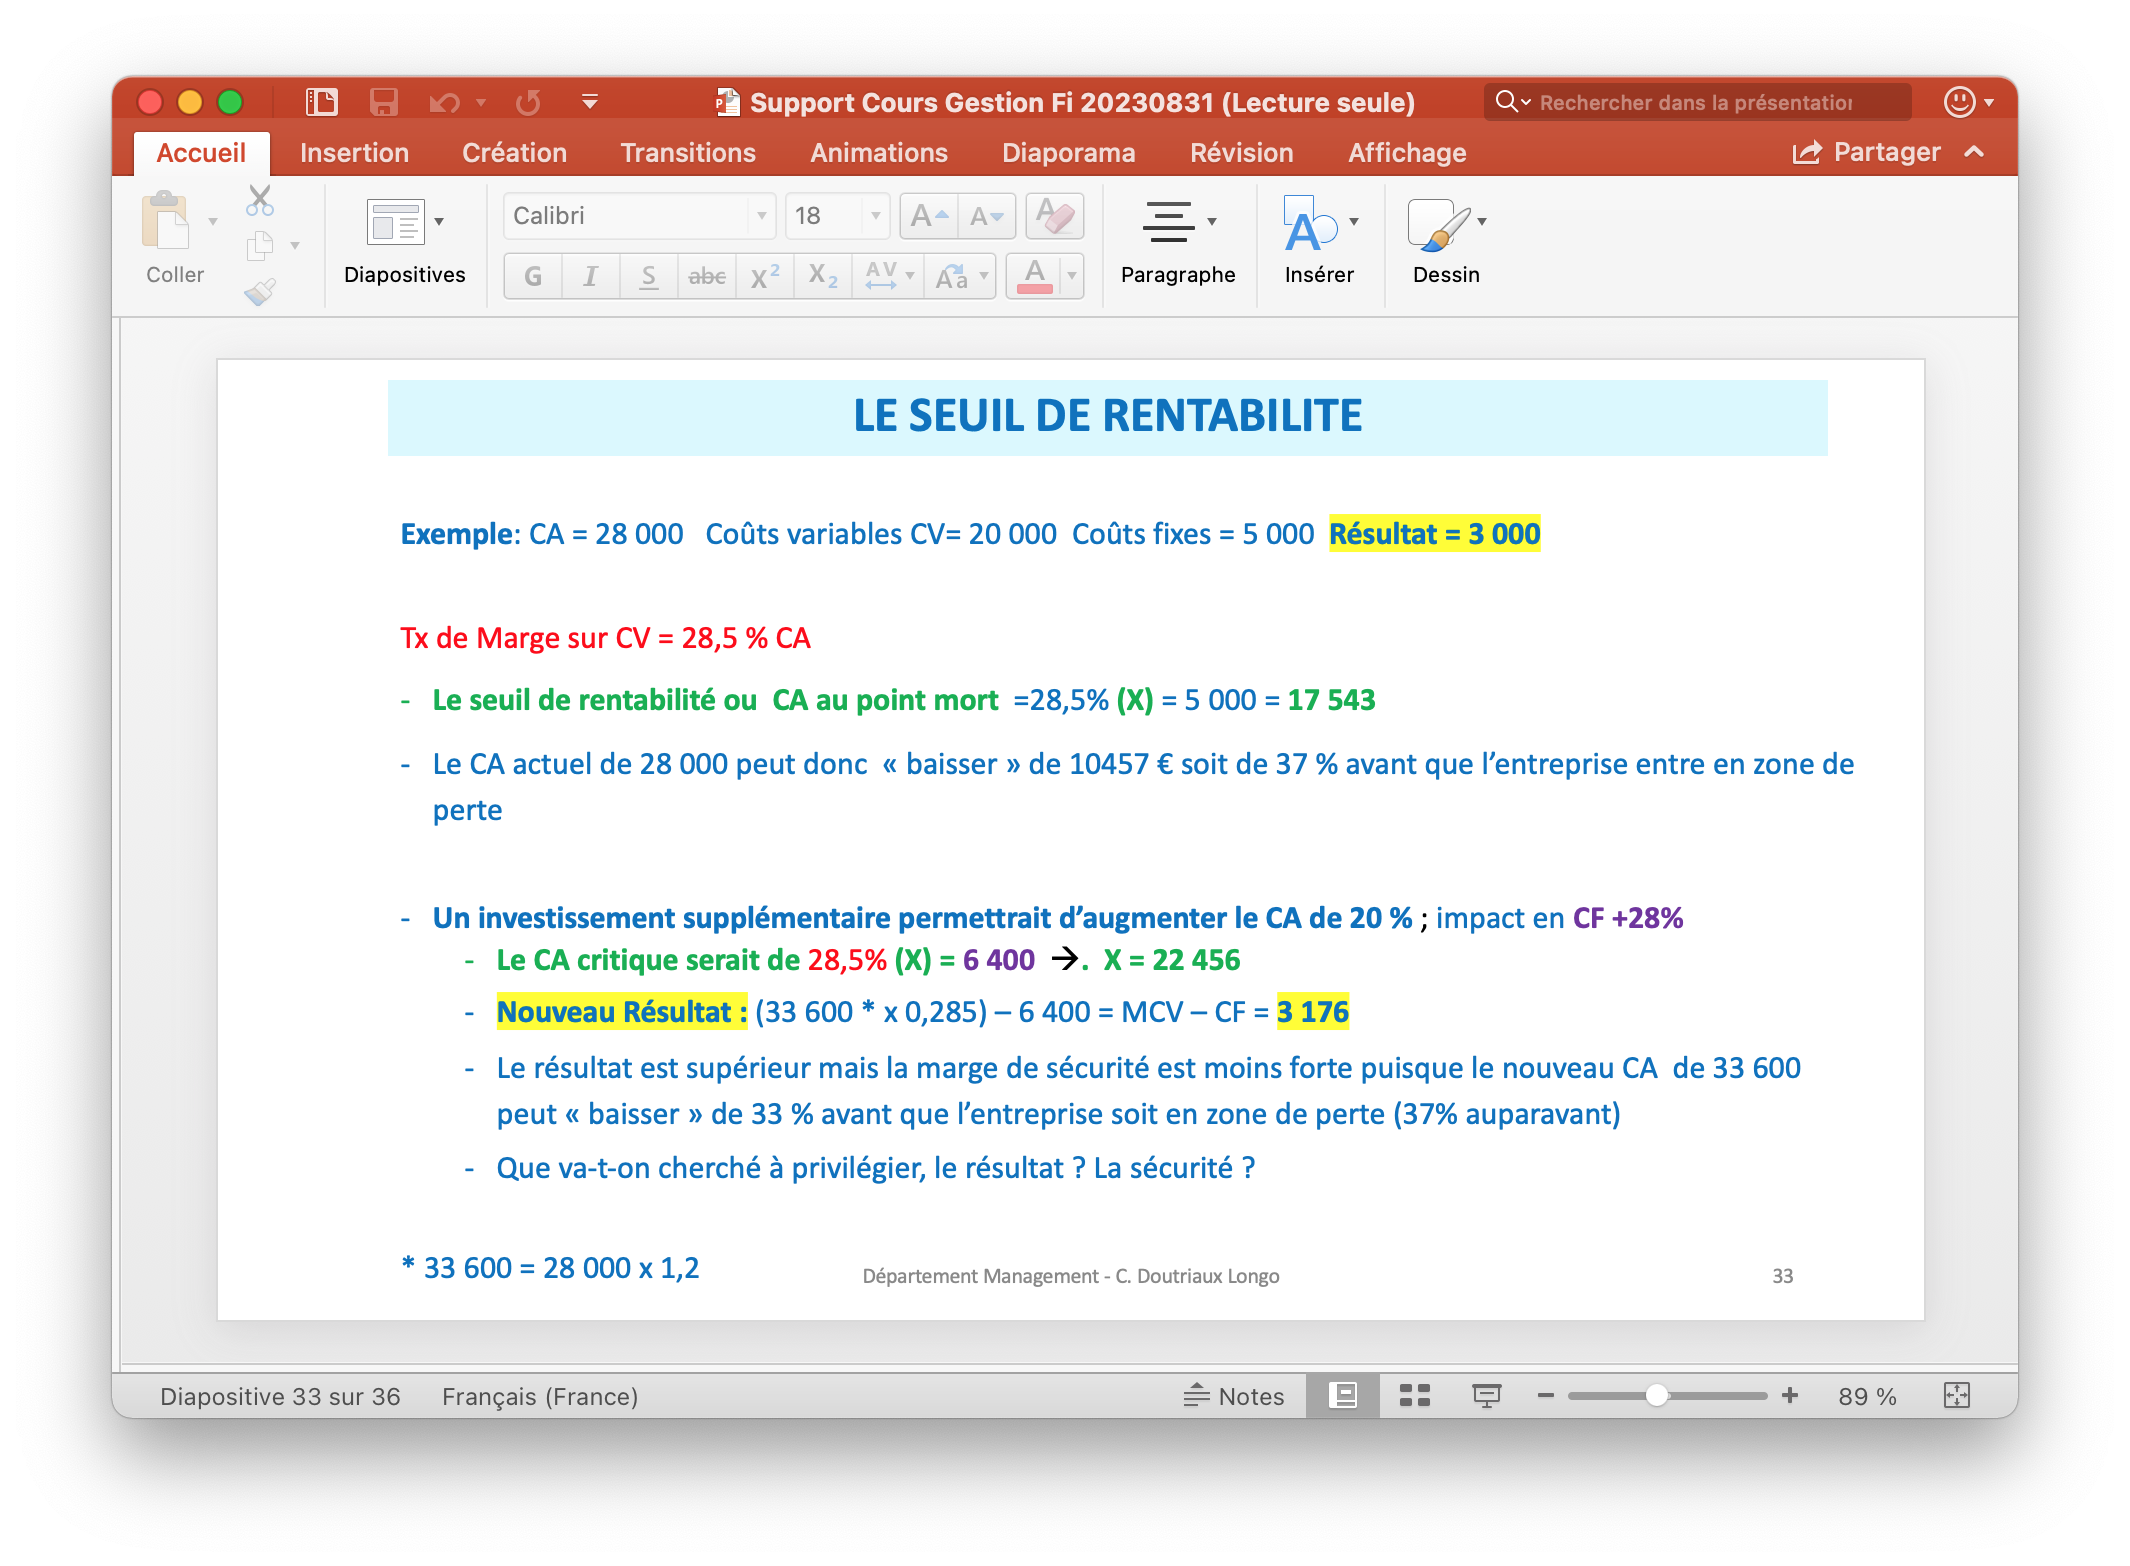 Support Cours Gestion Fi 20230831 (Lecture seule)
Rechercher dans la présentation
Accueil Insertion Création Transitions Animations Diaporama Révision Affichage Partager
Calibri 18
G I S abc X² X₂ AV Aa A
Coller Diapositives Paragraphe Insérer Dessin
LE SEUIL DE RENTABILITE
Exemple: CA = 28 000 Coûts variables CV= 20 000 Coûts fixes = 5 000 Résultat = 3 000
Tx de Marge sur CV = 28,5 % CA
- Le seuil de rentabilité ou CA au point mort =28,5% (X) = 5 000 = 17 543
- Le CA actuel de 28 000 peut donc « baisser » de 10457 € soit de 37 % avant que l’entreprise entre en zone de
perte
- Un investissement supplémentaire permettrait d’augmenter le CA de 20 % ; impact en CF +28%
- Le CA critique serait de 28,5% (X) = 6 400 →. X = 22 456
- Nouveau Résultat : (33 600 * x 0,285) – 6 400 = MCV – CF = 3 176
- Le résultat est supérieur mais la marge de sécurité est moins forte puisque le nouveau CA de 33 600
peut « baisser » de 33 % avant que l’entreprise soit en zone de perte (37% auparavant)
- Que va-t-on cherché à privilégier, le résultat ? La sécurité ?
* 33 600 = 28 000 x 1,2
Département Management - C. Doutriaux Longo
33
Diapositive 33 sur 36 Français (France) Notes 89 %